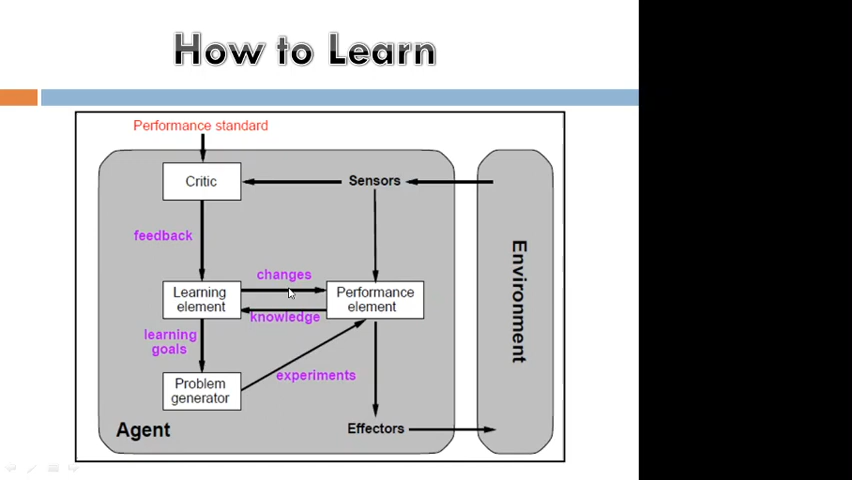 How to Learn
Performance standard
Critic
Sensors
feedback
changes
Learning
element
Performance
element
knowledge
learning
goals
experiments
Problem
generator
Agent
Effectors
Environment